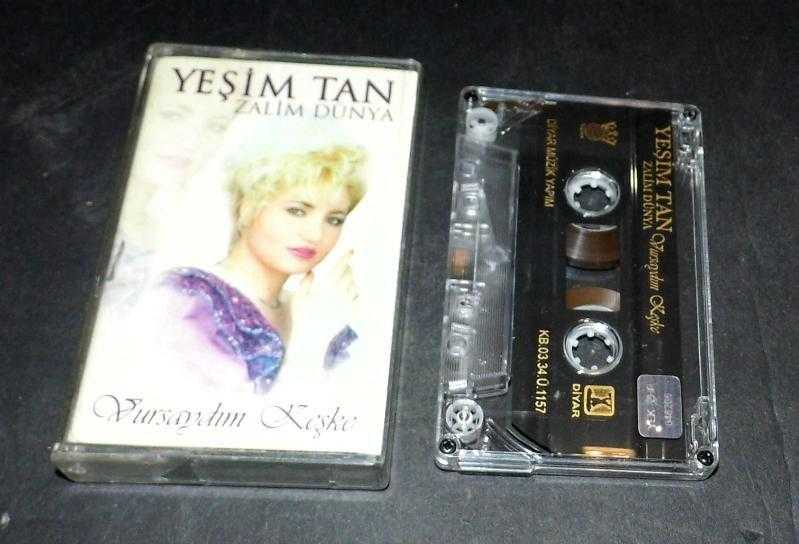 YEŞİM TAN
ZALİM DÜNYA
Vursaydım Keşke
YEŞİM TAN
ZALİM DÜNYA Vursaydım Keşke
DİYAR MÜZİK YAPIM
KB.03.34.0.1157
DİYAR